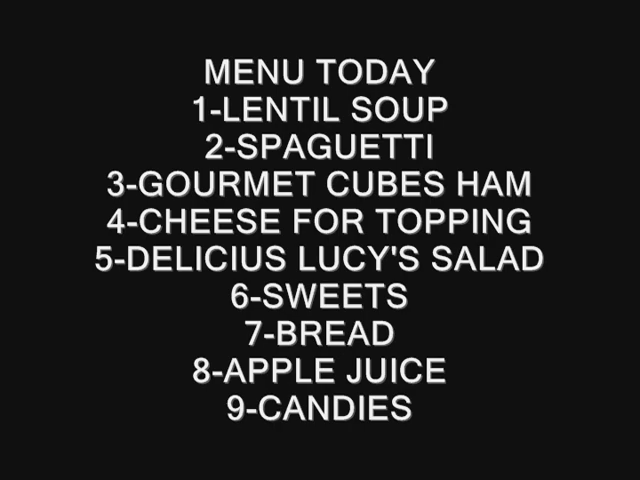 MENU TODAY
1-LENTIL SOUP
2-SPAGUETTI
3-GOURMET CUBES HAM
4-CHEESE FOR TOPPING
5-DELICIUS LUCY'S SALAD
6-SWEETS
7-BREAD
8-APPLE JUICE
9-CANDIES